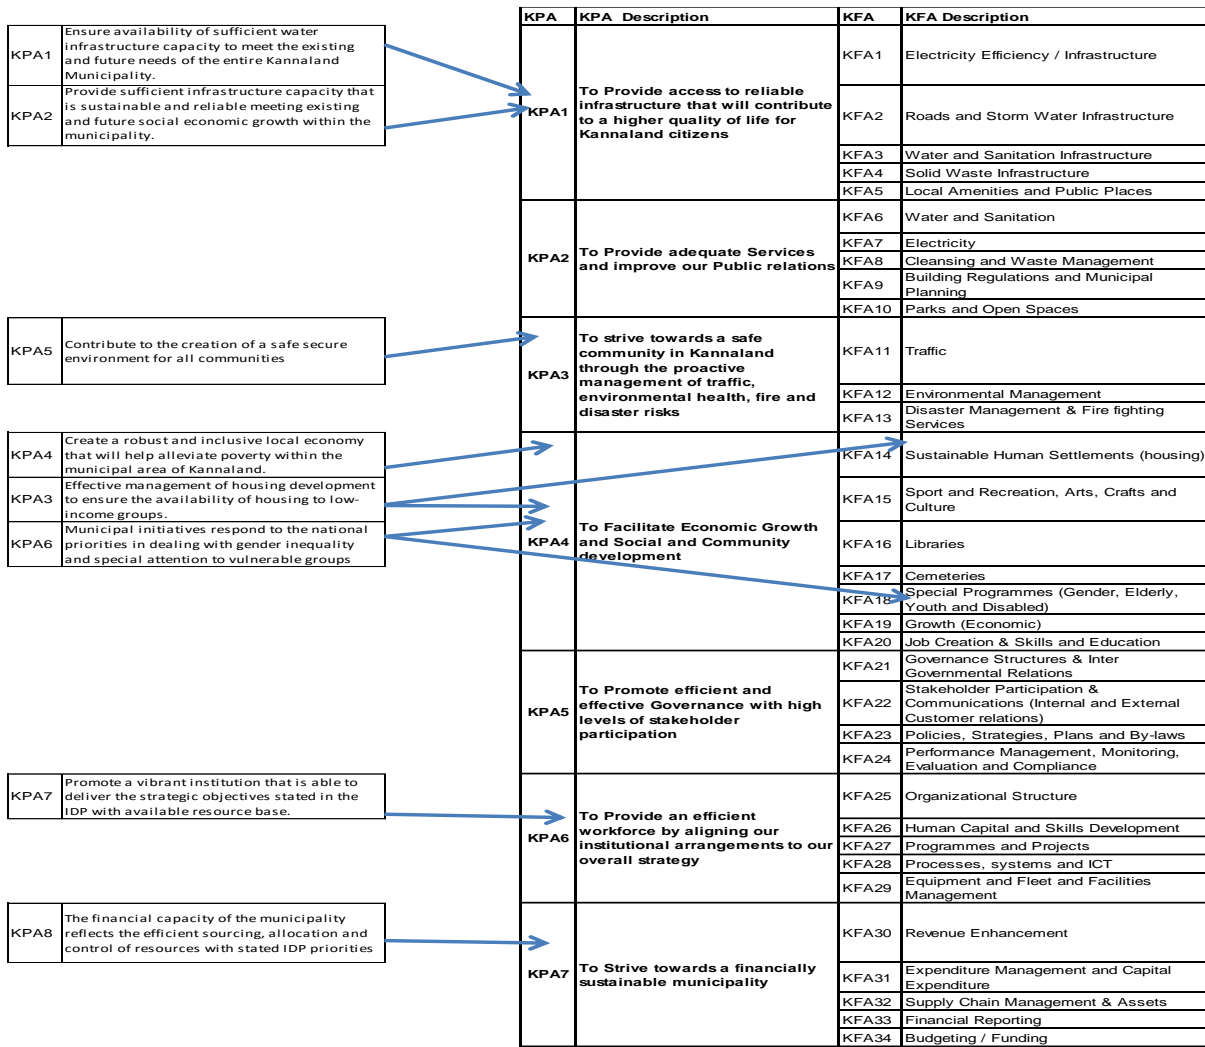 KPA KPA Description KFA KFA Description
KPA1
Ensure availability of sufficient water
infrastructure capacity to meet the existing
and future needs of the entire Kannaland
Municipality.
KPA2
Provide sufficient infrastructure capacity that
is sustainable and reliable meeting existing
and future social economic growth within the
municipality.
KPA1
To Provide access to reliable
infrastructure that will contribute
to a higher quality of life for
Kannaland citizens
KFA1 Electricity Efficiency / Infrastructure
KFA2 Roads and Storm Water Infrastructure
KFA3 Water and Sanitation Infrastructure
KFA4 Solid Waste Infrastructure
KFA5 Local Amenities and Public Places
KPA2
To Provide adequate Services
and improve our Public relations
KFA6 Water and Sanitation
KFA7 Electricity
KFA8 Cleansing and Waste Management
KFA9 Building Regulations and Municipal
Planning
KFA10 Parks and Open Spaces
KPA5
Contribute to the creation of a safe secure
environment for all communities
KPA3
To strive towards a safe
community in Kannaland
through the proactive
management of traffic,
environmental health, fire and
disaster risks
KFA11 Traffic
KFA12 Environmental Management
KFA13 Disaster Management & Fire fighting
Services
KPA4
Create a robust and inclusive local economy
that will help alleviate poverty within the
municipal area of Kannaland.
KPA3
Effective management of housing development
to ensure the availability of housing to low-
income groups.
KPA6
Municipal initiatives respond to the national
priorities in dealing with gender inequality
and special attention to vulnerable groups
KPA4
To Facilitate Economic Growth
and Social and Community
development
KFA14 Sustainable Human Settlements (housing)
KFA15 Sport and Recreation, Arts, Crafts and
Culture
KFA16 Libraries
KFA17 Cemeteries
KFA18 Special Programmes (Gender, Elderly,
Youth and Disabled)
KFA19 Growth (Economic)
KFA20 Job Creation & Skills and Education
KPA5
To Promote efficient and
effective Governance with high
levels of stakeholder
participation
KFA21 Governance Structures & Inter
Governmental Relations
KFA22 Stakeholder Participation &
Communications (Internal and External
Customer relations)
KFA23 Policies, Strategies, Plans and By-laws
KFA24 Performance Management, Monitoring,
Evaluation and Compliance
KPA7
Promote a vibrant institution that is able to
deliver the strategic objectives stated in the
IDP with available resource base.
KPA6
To Provide an efficient
workforce by aligning our
institutional arrangements to our
overall strategy
KFA25 Organizational Structure
KFA26 Human Capital and Skills Development
KFA27 Programmes and Projects
KFA28 Processes, systems and ICT
KFA29 Equipment and Fleet and Facilities
Management
KPA8
The financial capacity of the municipality
reflects the efficient sourcing, allocation and
control of resources with stated IDP priorities
KPA7
To Strive towards a financially
sustainable municipality
KFA30 Revenue Enhancement
KFA31 Expenditure Management and Capital
Expenditure
KFA32 Supply Chain Management & Assets
KFA33 Financial Reporting
KFA34 Budgeting / Funding